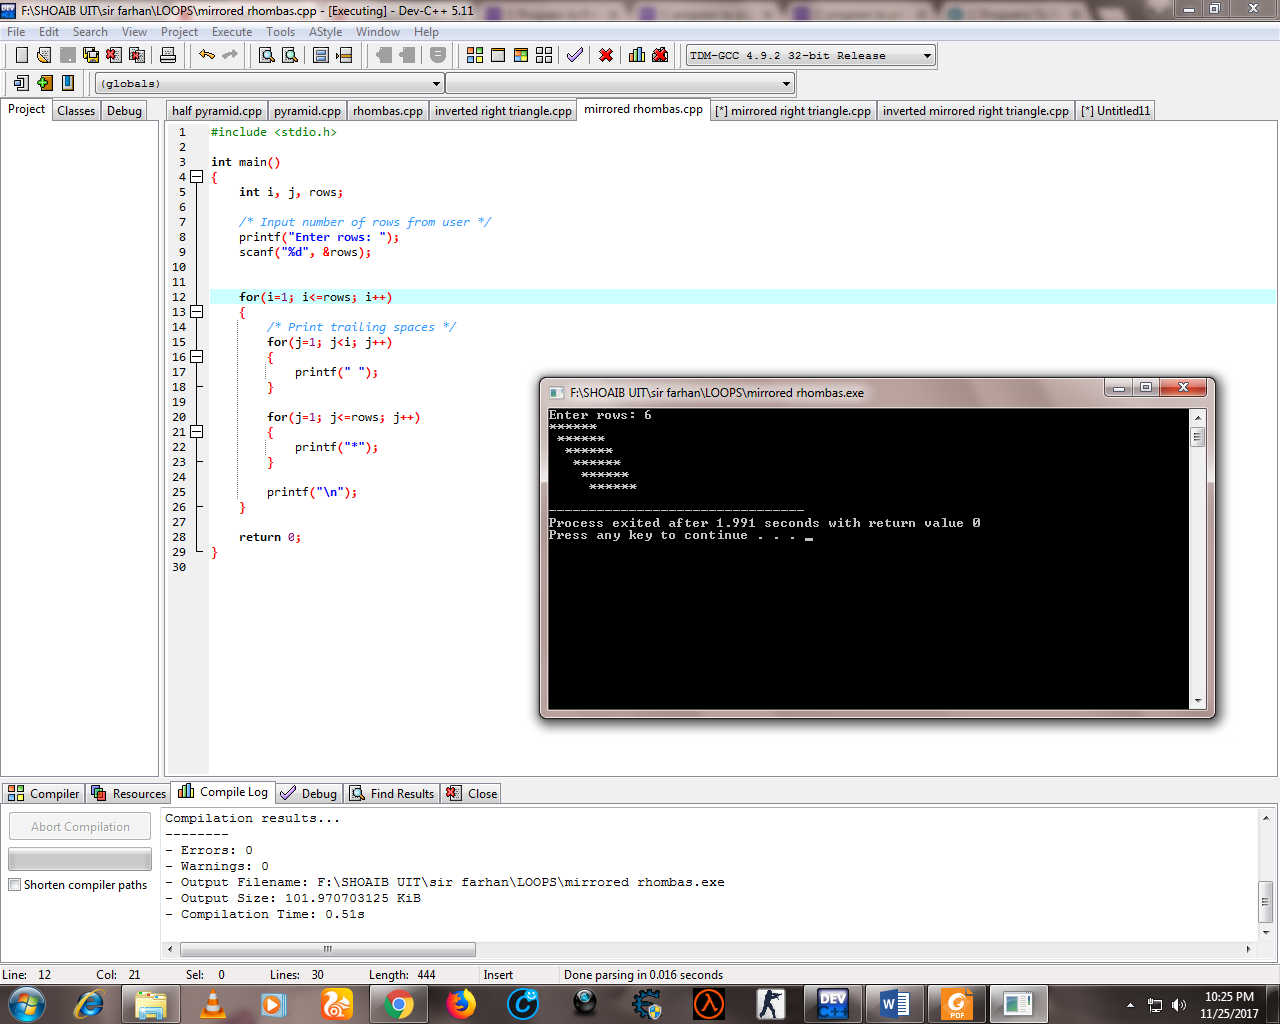 F:\SHOAIB UIT\sir farhan\LOOPS\mirrored rhombas.cpp - [Executing] - Dev-C++ 5.11
File Edit Search View Project Execute Tools AStyle Window Help
TDM-GCC 4.9.2 32-bit Release
(globals)
Project Classes Debug
half pyramid.cpp pyramid.cpp rhombas.cpp inverted right triangle.cpp mirrored rhombas.cpp [*] mirrored right triangle.cpp inverted mirrored right triangle.cpp [*] Untitled11
1 #include <stdio.h>
2
3 int main()
4 {
5 int i, j, rows;
6
7 /* Input number of rows from user */
8 printf("Enter rows: ");
9 scanf("%d", &rows);
10
11
12 for(i=1; i<=rows; i++)
13 {
14 /* Print trailing spaces */
15 for(j=1; j<i; j++)
16 {
17 printf(" ");
18 }
19
20 for(j=1; j<=rows; j++)
21 {
22 printf("*");
23 }
24
25 printf("\n");
26 }
27
28 return 0;
29 }
30
F:\SHOAIB UIT\sir farhan\LOOPS\mirrored rhombas.exe
Enter rows: 6
******
 ******
  ******
   ******
    ******
     ******
--------------------------------
Process exited after 1.991 seconds with return value 0
Press any key to continue . . . _
Compiler Resources Compile Log Debug Find Results Close
Abort Compilation
Shorten compiler paths
Compilation results...
--------
- Errors: 0
- Warnings: 0
- Output Filename: F:\SHOAIB UIT\sir farhan\LOOPS\mirrored rhombas.exe
- Output Size: 101.970703125 KiB
- Compilation Time: 0.51s
Line: 12 Col: 21 Sel: 0 Lines: 30 Length: 444 Insert Done parsing in 0.016 seconds
DEV C++
W
PDF
10:25 PM
11/25/2017